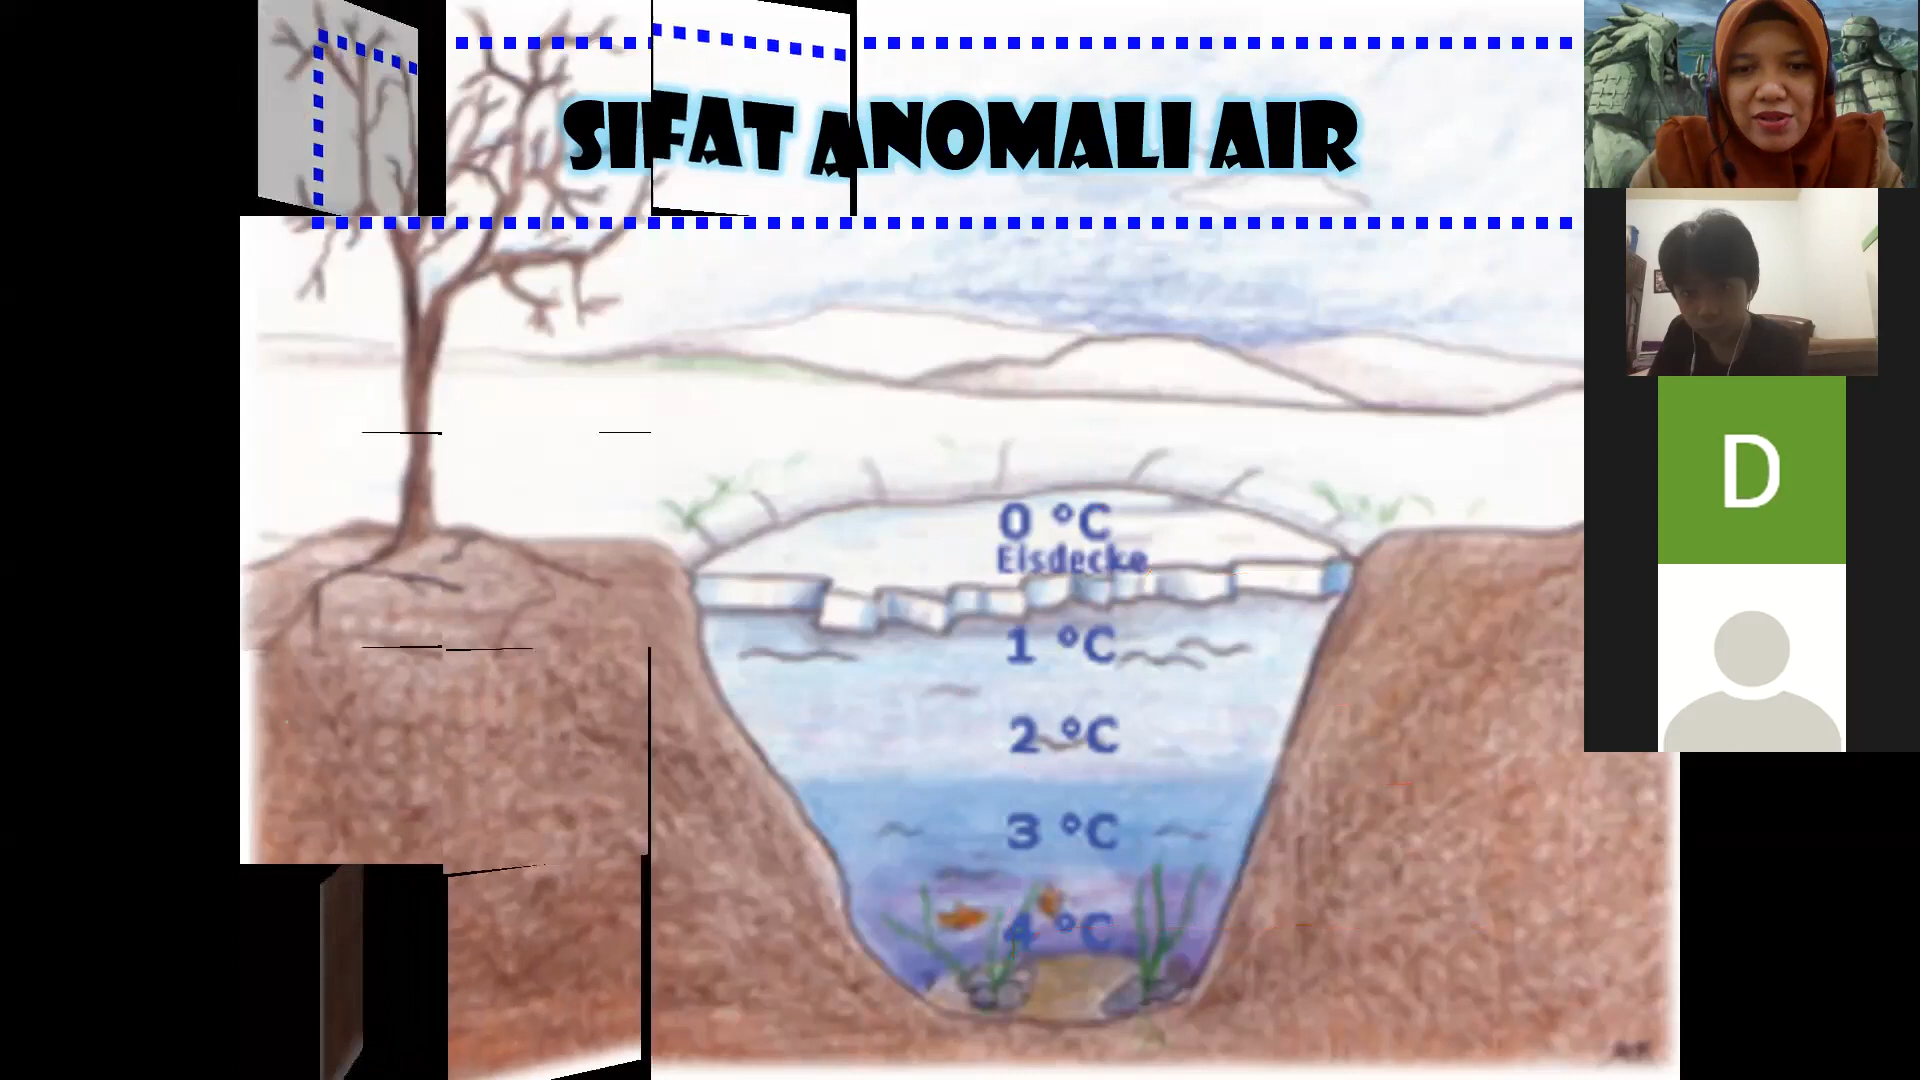 SIFAT ANOMALI AIR
0 °C
Eisdecke
1 °C
2 °C
3 °C
4 °C
D